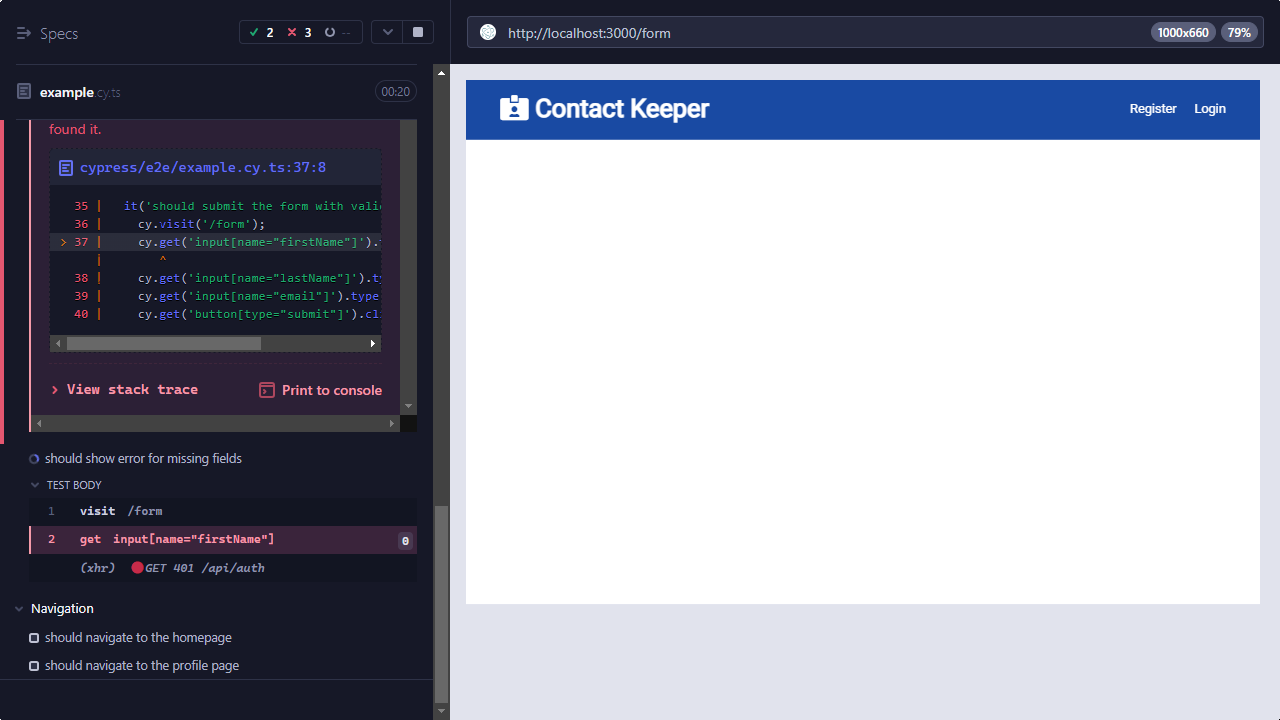 Specs
2
3
--
example.cy.ts
00:20
found it.
cypress/e2e/example.cy.ts:37:8
35 | it('should submit the form with vali
36 | cy.visit('/form');
> 37 | cy.get('input[name="firstName"]').
| ^
38 | cy.get('input[name="lastName"]').ty
39 | cy.get('input[name="email"]').type
40 | cy.get('button[type="submit"]').cl
View stack trace
Print to console
should show error for missing fields
TEST BODY
1 visit /form
2 get input[name="firstName"] 0
(xhr) GET 401 /api/auth
Navigation
should navigate to the homepage
should navigate to the profile page
http://localhost:3000/form
1000x660
79%
Contact Keeper
Register
Login